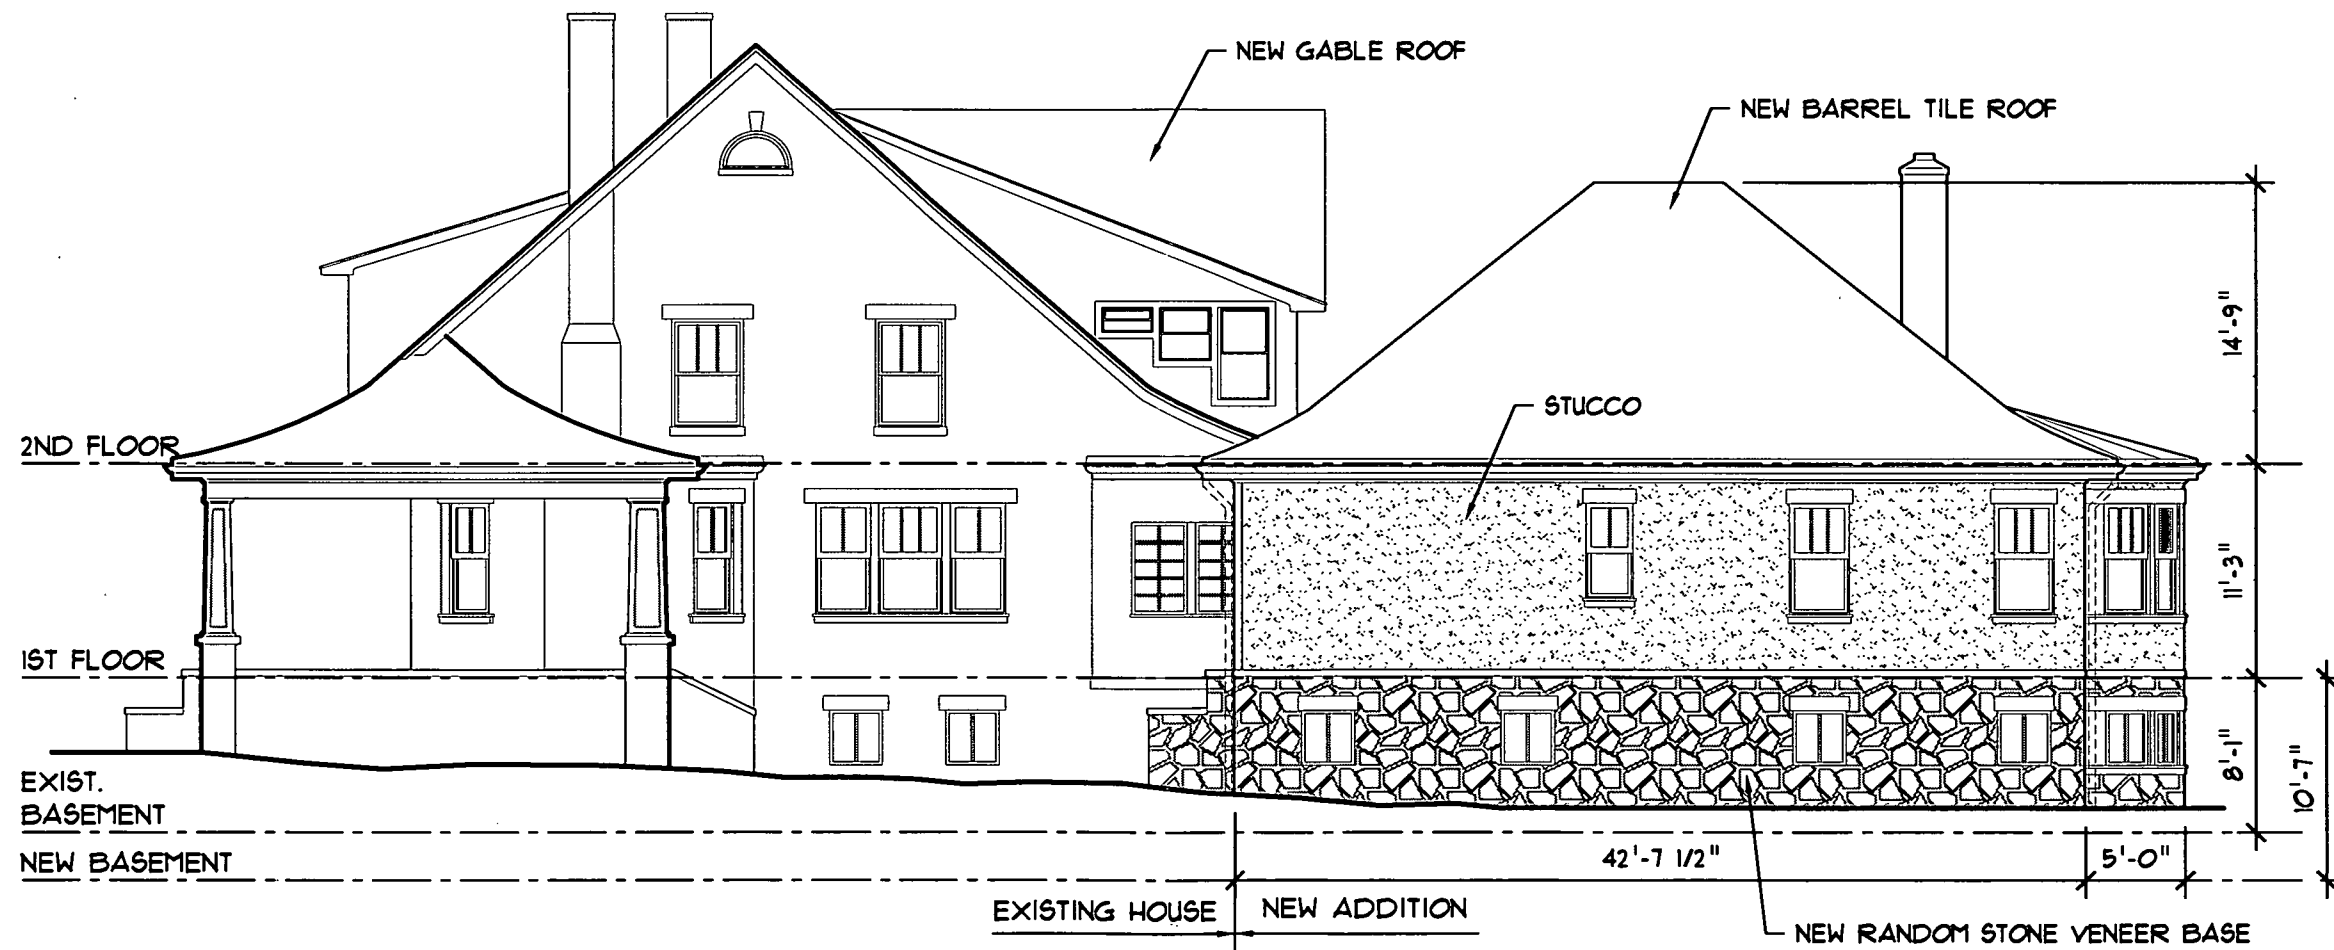 NEW GABLE ROOF
NEW BARREL TILE ROOF
14'-9"
STUCCO
2ND FLOOR
11'-3"
1ST FLOOR
8'-1"
10'-7"
EXIST.
BASEMENT
NEW BASEMENT
42'-7 1/2"
5'-0"
EXISTING HOUSE
NEW ADDITION
NEW RANDOM STONE VENEER BASE